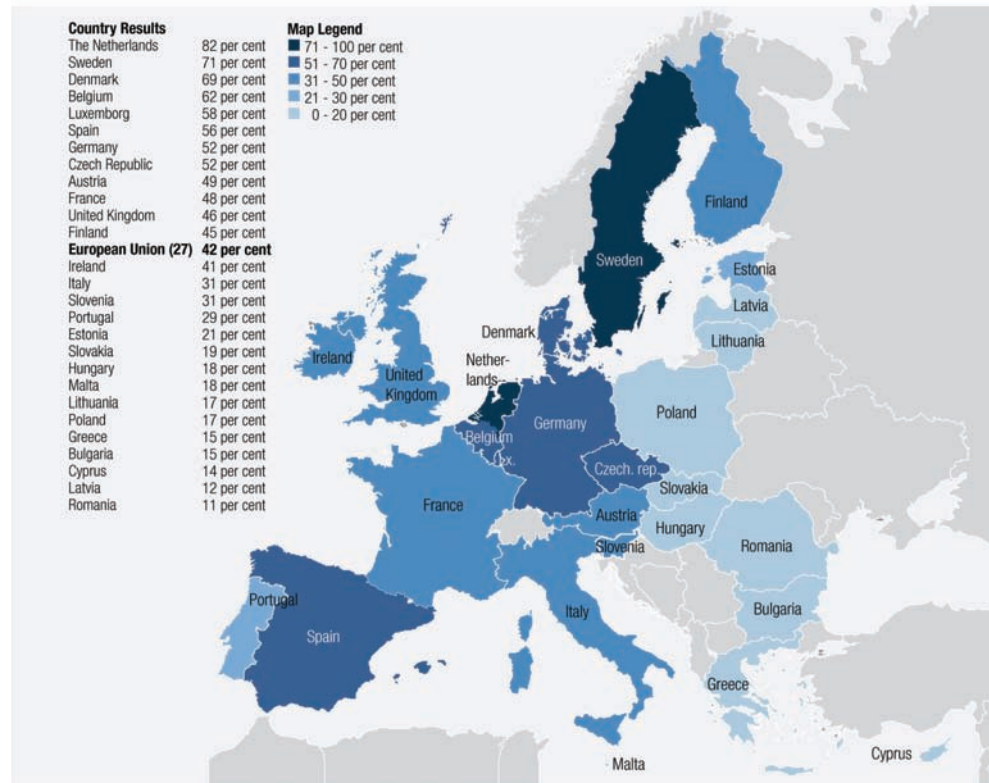 Country Results
The Netherlands 82 per cent
Sweden 71 per cent
Denmark 69 per cent
Belgium 62 per cent
Luxemborg 58 per cent
Spain 56 per cent
Germany 52 per cent
Czech Republic 52 per cent
Austria 49 per cent
France 48 per cent
United Kingdom 46 per cent
Finland 45 per cent
European Union (27) 42 per cent
Ireland 41 per cent
Italy 31 per cent
Slovenia 31 per cent
Portugal 29 per cent
Estonia 21 per cent
Slovakia 19 per cent
Hungary 18 per cent
Malta 18 per cent
Lithuania 17 per cent
Poland 17 per cent
Greece 15 per cent
Bulgaria 15 per cent
Cyprus 14 per cent
Latvia 12 per cent
Romania 11 per cent
Map Legend
71 - 100 per cent
51 - 70 per cent
31 - 50 per cent
21 - 30 per cent
0 - 20 per cent
Finland
Sweden
Estonia
Latvia
Lithuania
Denmark
Nether-
lands
Ireland
United
Kingdom
Poland
Germany
Belgium
Lux.
Czech. rep.
Slovakia
France
Austria
Hungary
Slovenia
Romania
Italy
Bulgaria
Portugal
Spain
Greece
Malta
Cyprus